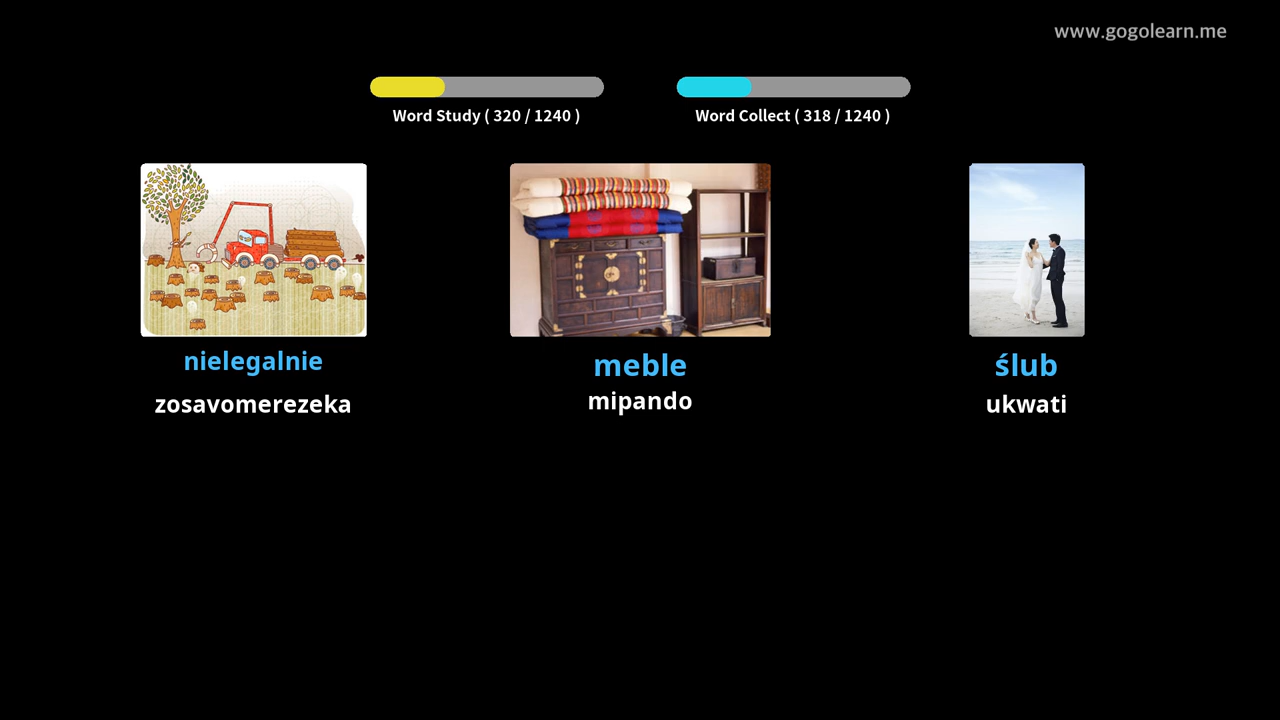 www.gogolearn.me
Word Study ( 320 / 1240 )
Word Collect ( 318 / 1240 )
nielegalnie
zosavomerezeka
meble
mipando
ślub
ukwati